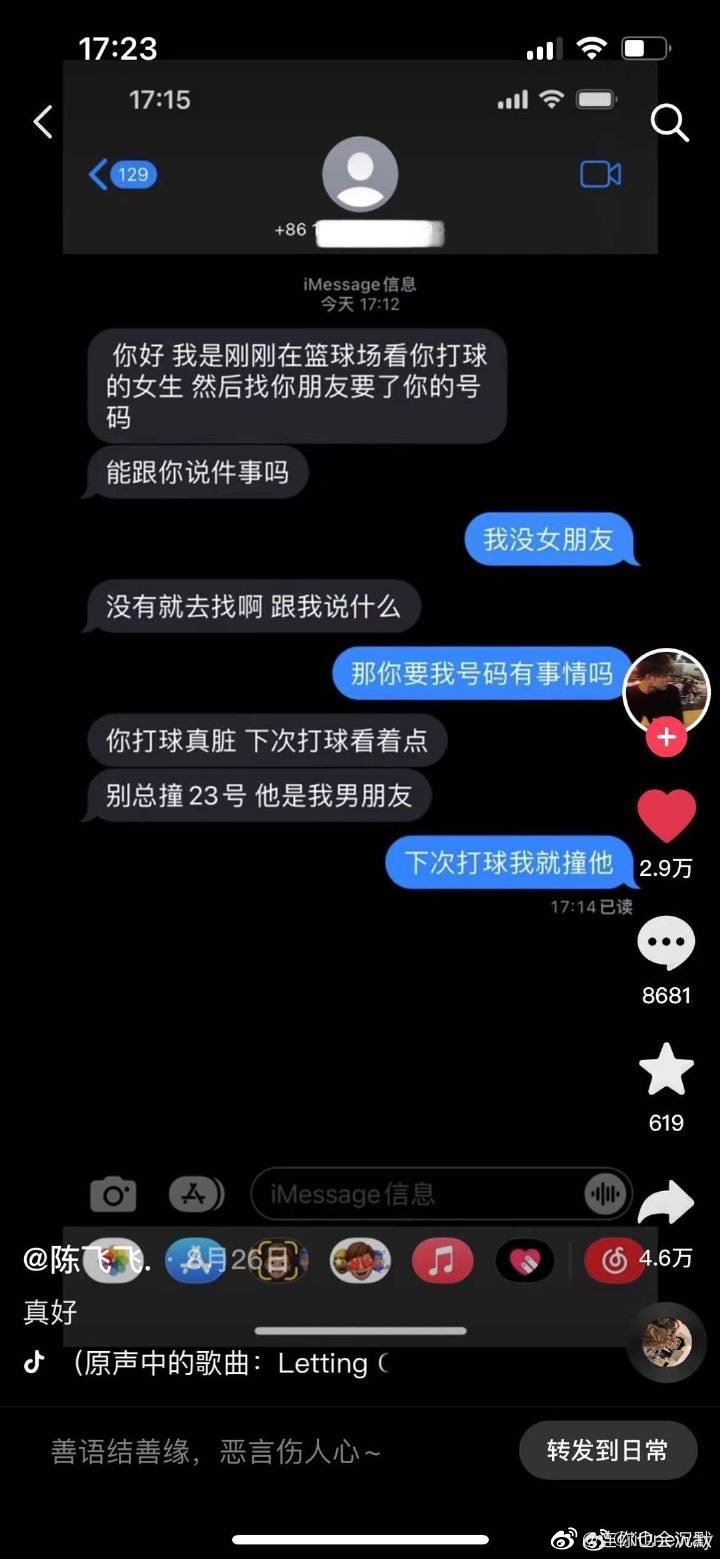 17:23
17:15
129
+86 1
iMessage信息
今天 17:12
你好 我是刚刚在篮球场看你打球
的女生 然后找你朋友要了你的号
码
能跟你说件事吗
我没女朋友
没有就去找啊 跟我说什么
那你要我号码有事情吗
你打球真脏 下次打球看着点
别总撞23号 他是我男朋友
下次打球我就撞他
17:14已读
2.9万
8681
619
iMessage信息
4.6万
@陈飞飞. · 8月26日
真好
(原声中的歌曲：Letting
善语结善缘，恶言伤人心~
转发到日常
你也会沉默